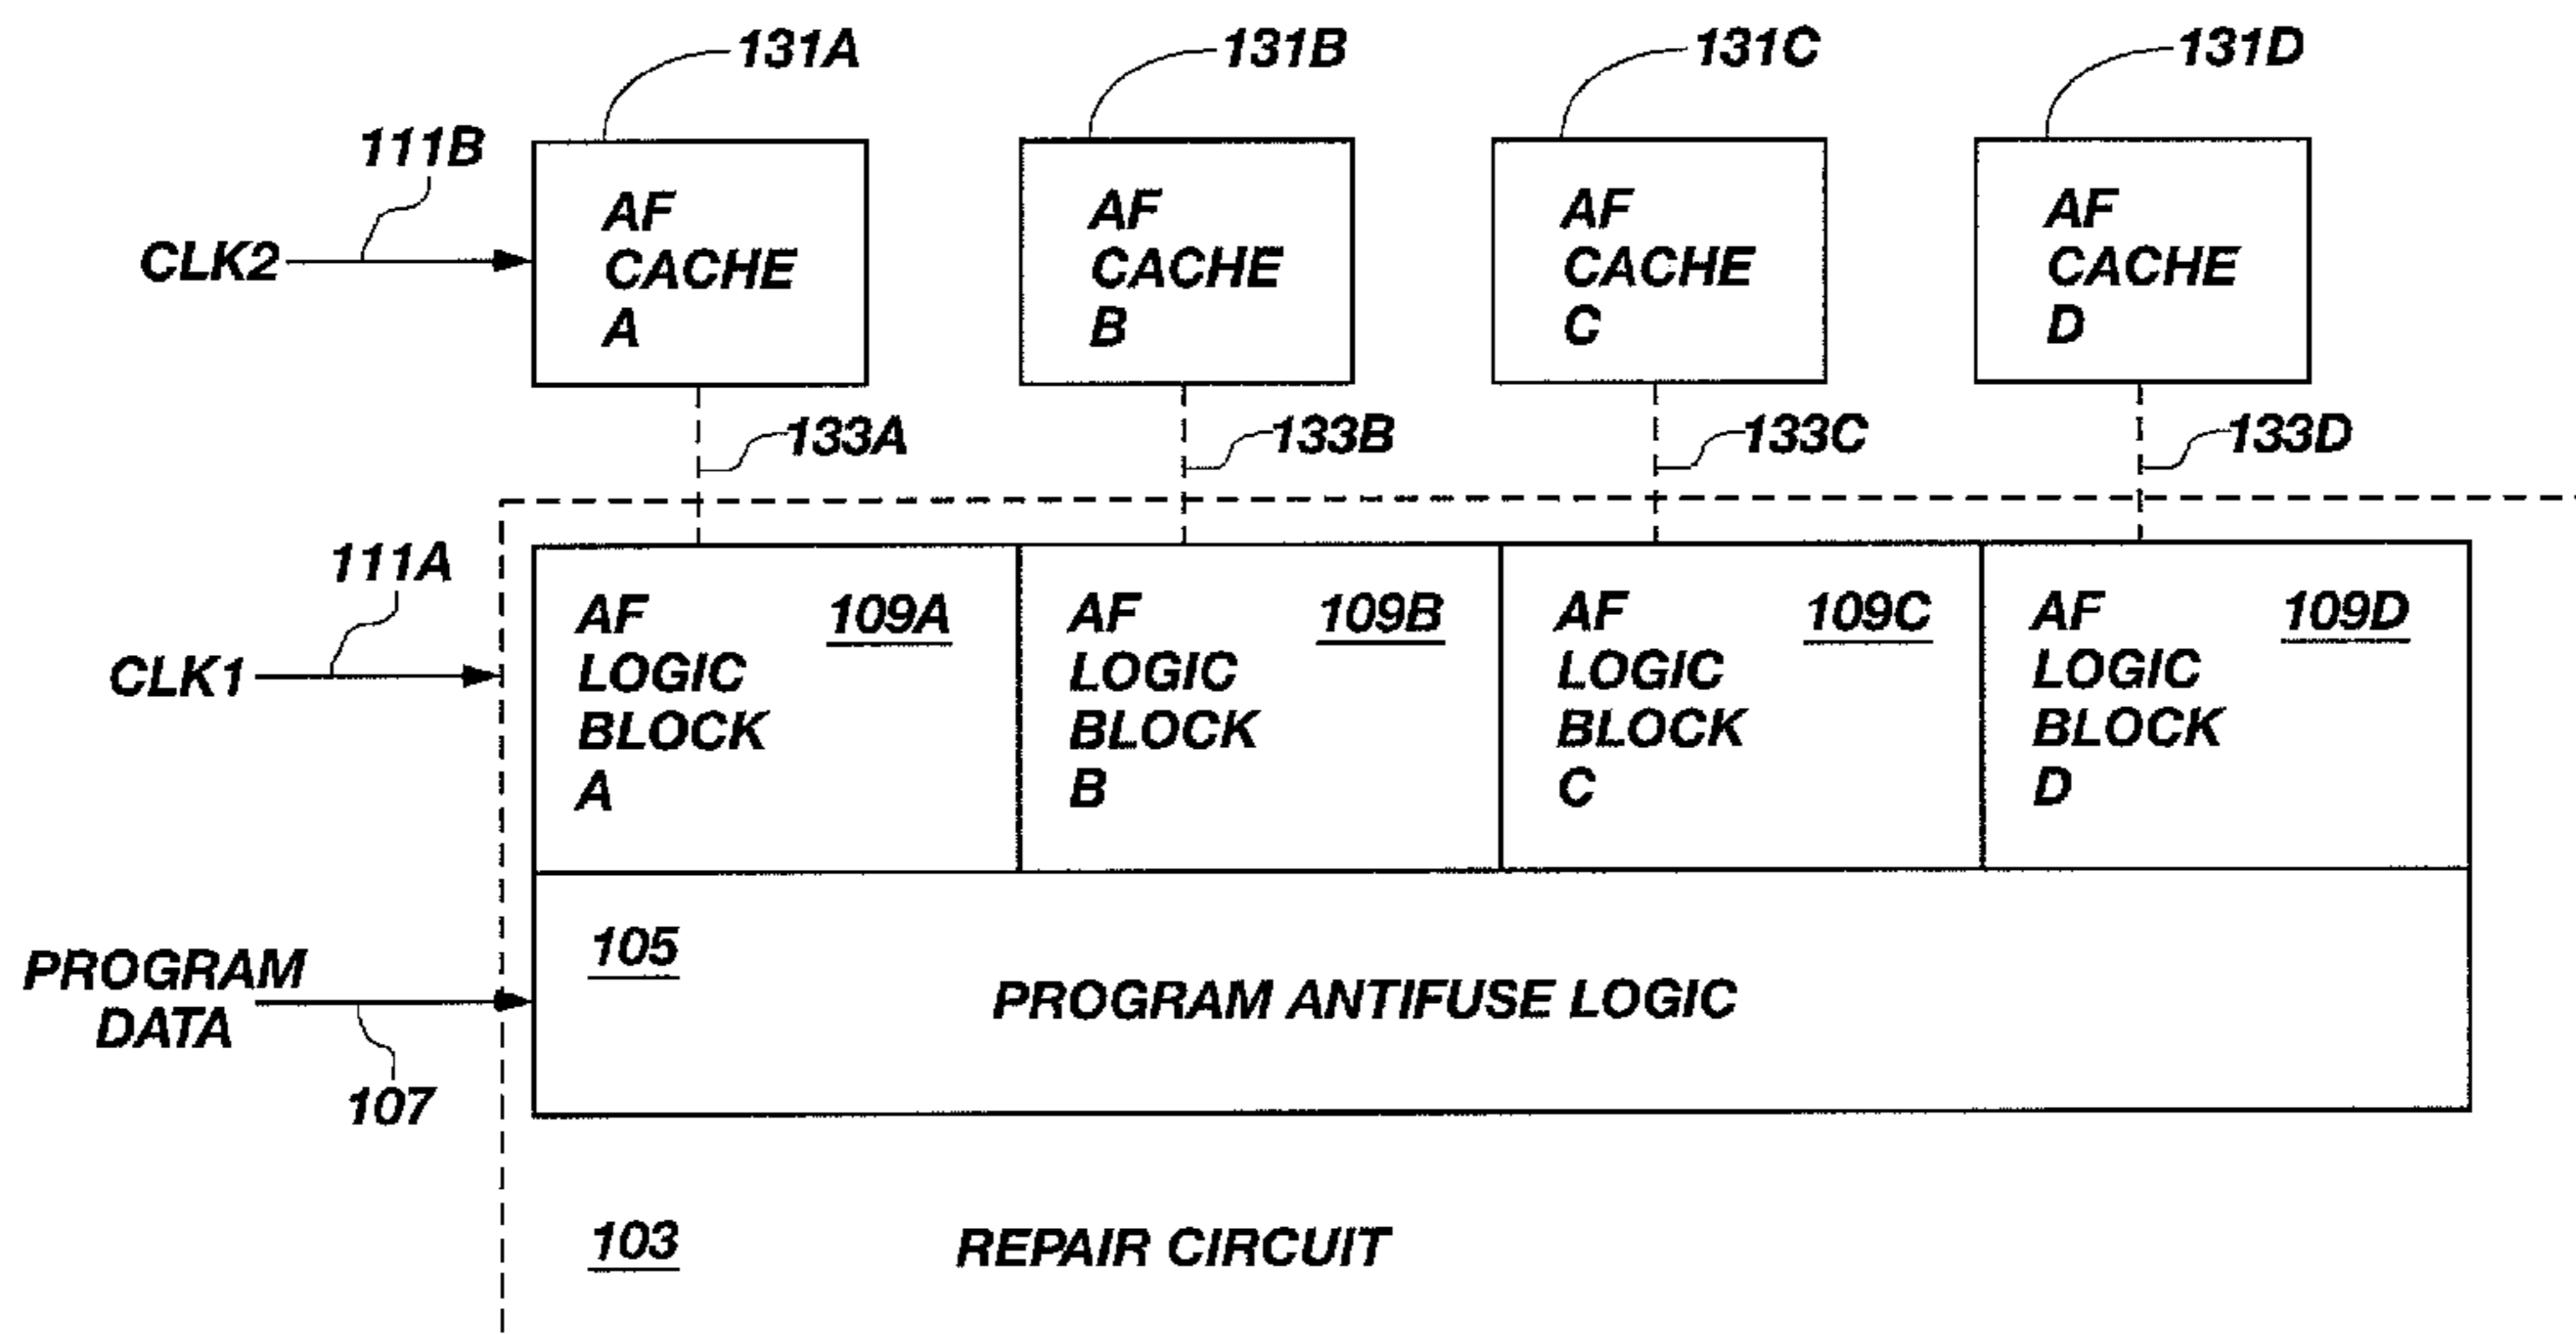 131A
131B
131C
131D
111B
CLK2
AF
CACHE
A
AF
CACHE
B
AF
CACHE
C
AF
CACHE
D
133A
133B
133C
133D
111A
CLK1
AF
LOGIC
BLOCK
A
109A
AF
LOGIC
BLOCK
B
109B
AF
LOGIC
BLOCK
C
109C
AF
LOGIC
BLOCK
D
109D
PROGRAM
DATA
107
105
PROGRAM ANTIFUSE LOGIC
103
REPAIR CIRCUIT